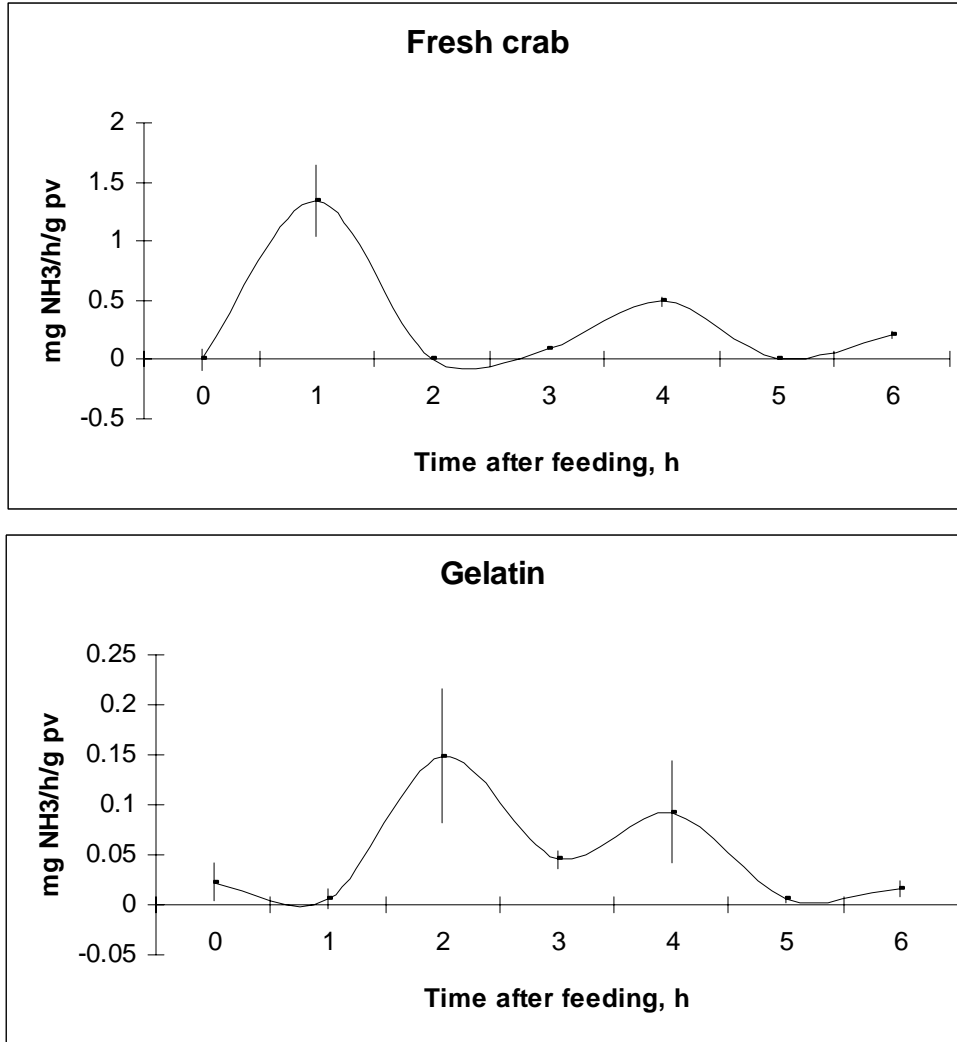 Fresh crab
2
1.5
1
0.5
0
-0.5
mg NH3/h/g pv
0 1 2 3 4 5 6
Time after feeding, h
Gelatin
0.25
0.2
0.15
0.1
0.05
0
-0.05
mg NH3/h/g pv
0 1 2 3 4 5 6
Time after feeding, h